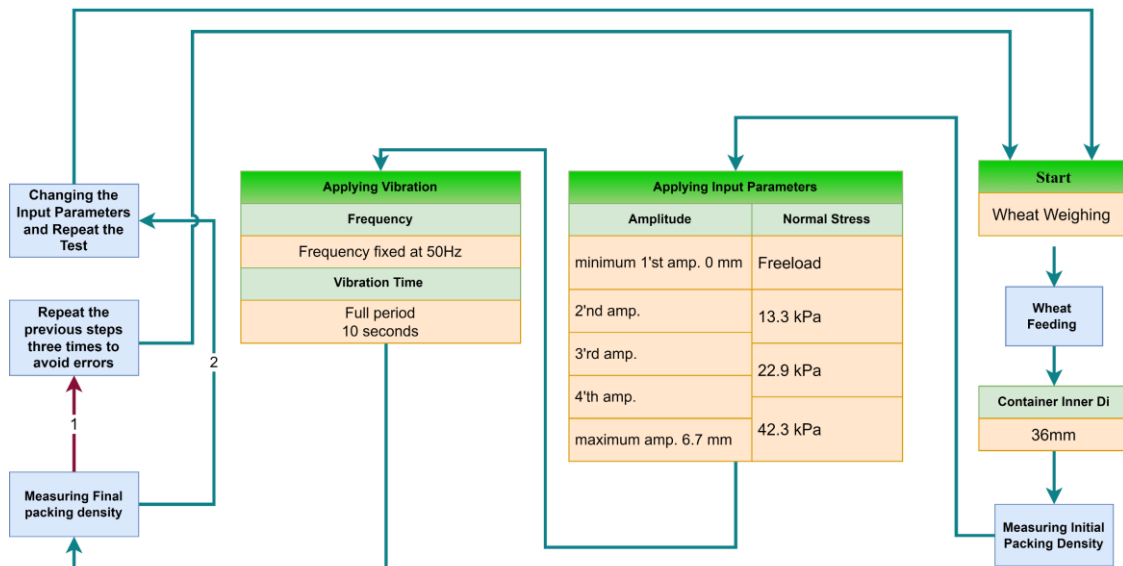 Changing the
Input Parameters
and Repeat the
Test
Repeat the
previous steps
three times to
avoid errors
1
2
Measuring Final
packing density
Applying Vibration
Frequency
Frequency fixed at 50Hz
Vibration Time
Full period
10 seconds
Applying Input Parameters
Amplitude
Normal Stress
minimum 1'st amp. 0 mm
Freeload
2'nd amp.
13.3 kPa
3'rd amp.
22.9 kPa
4'th amp.
42.3 kPa
maximum amp. 6.7 mm
Start
Wheat Weighing
Wheat
Feeding
Container Inner Di
36mm
Measuring Initial
Packing Density